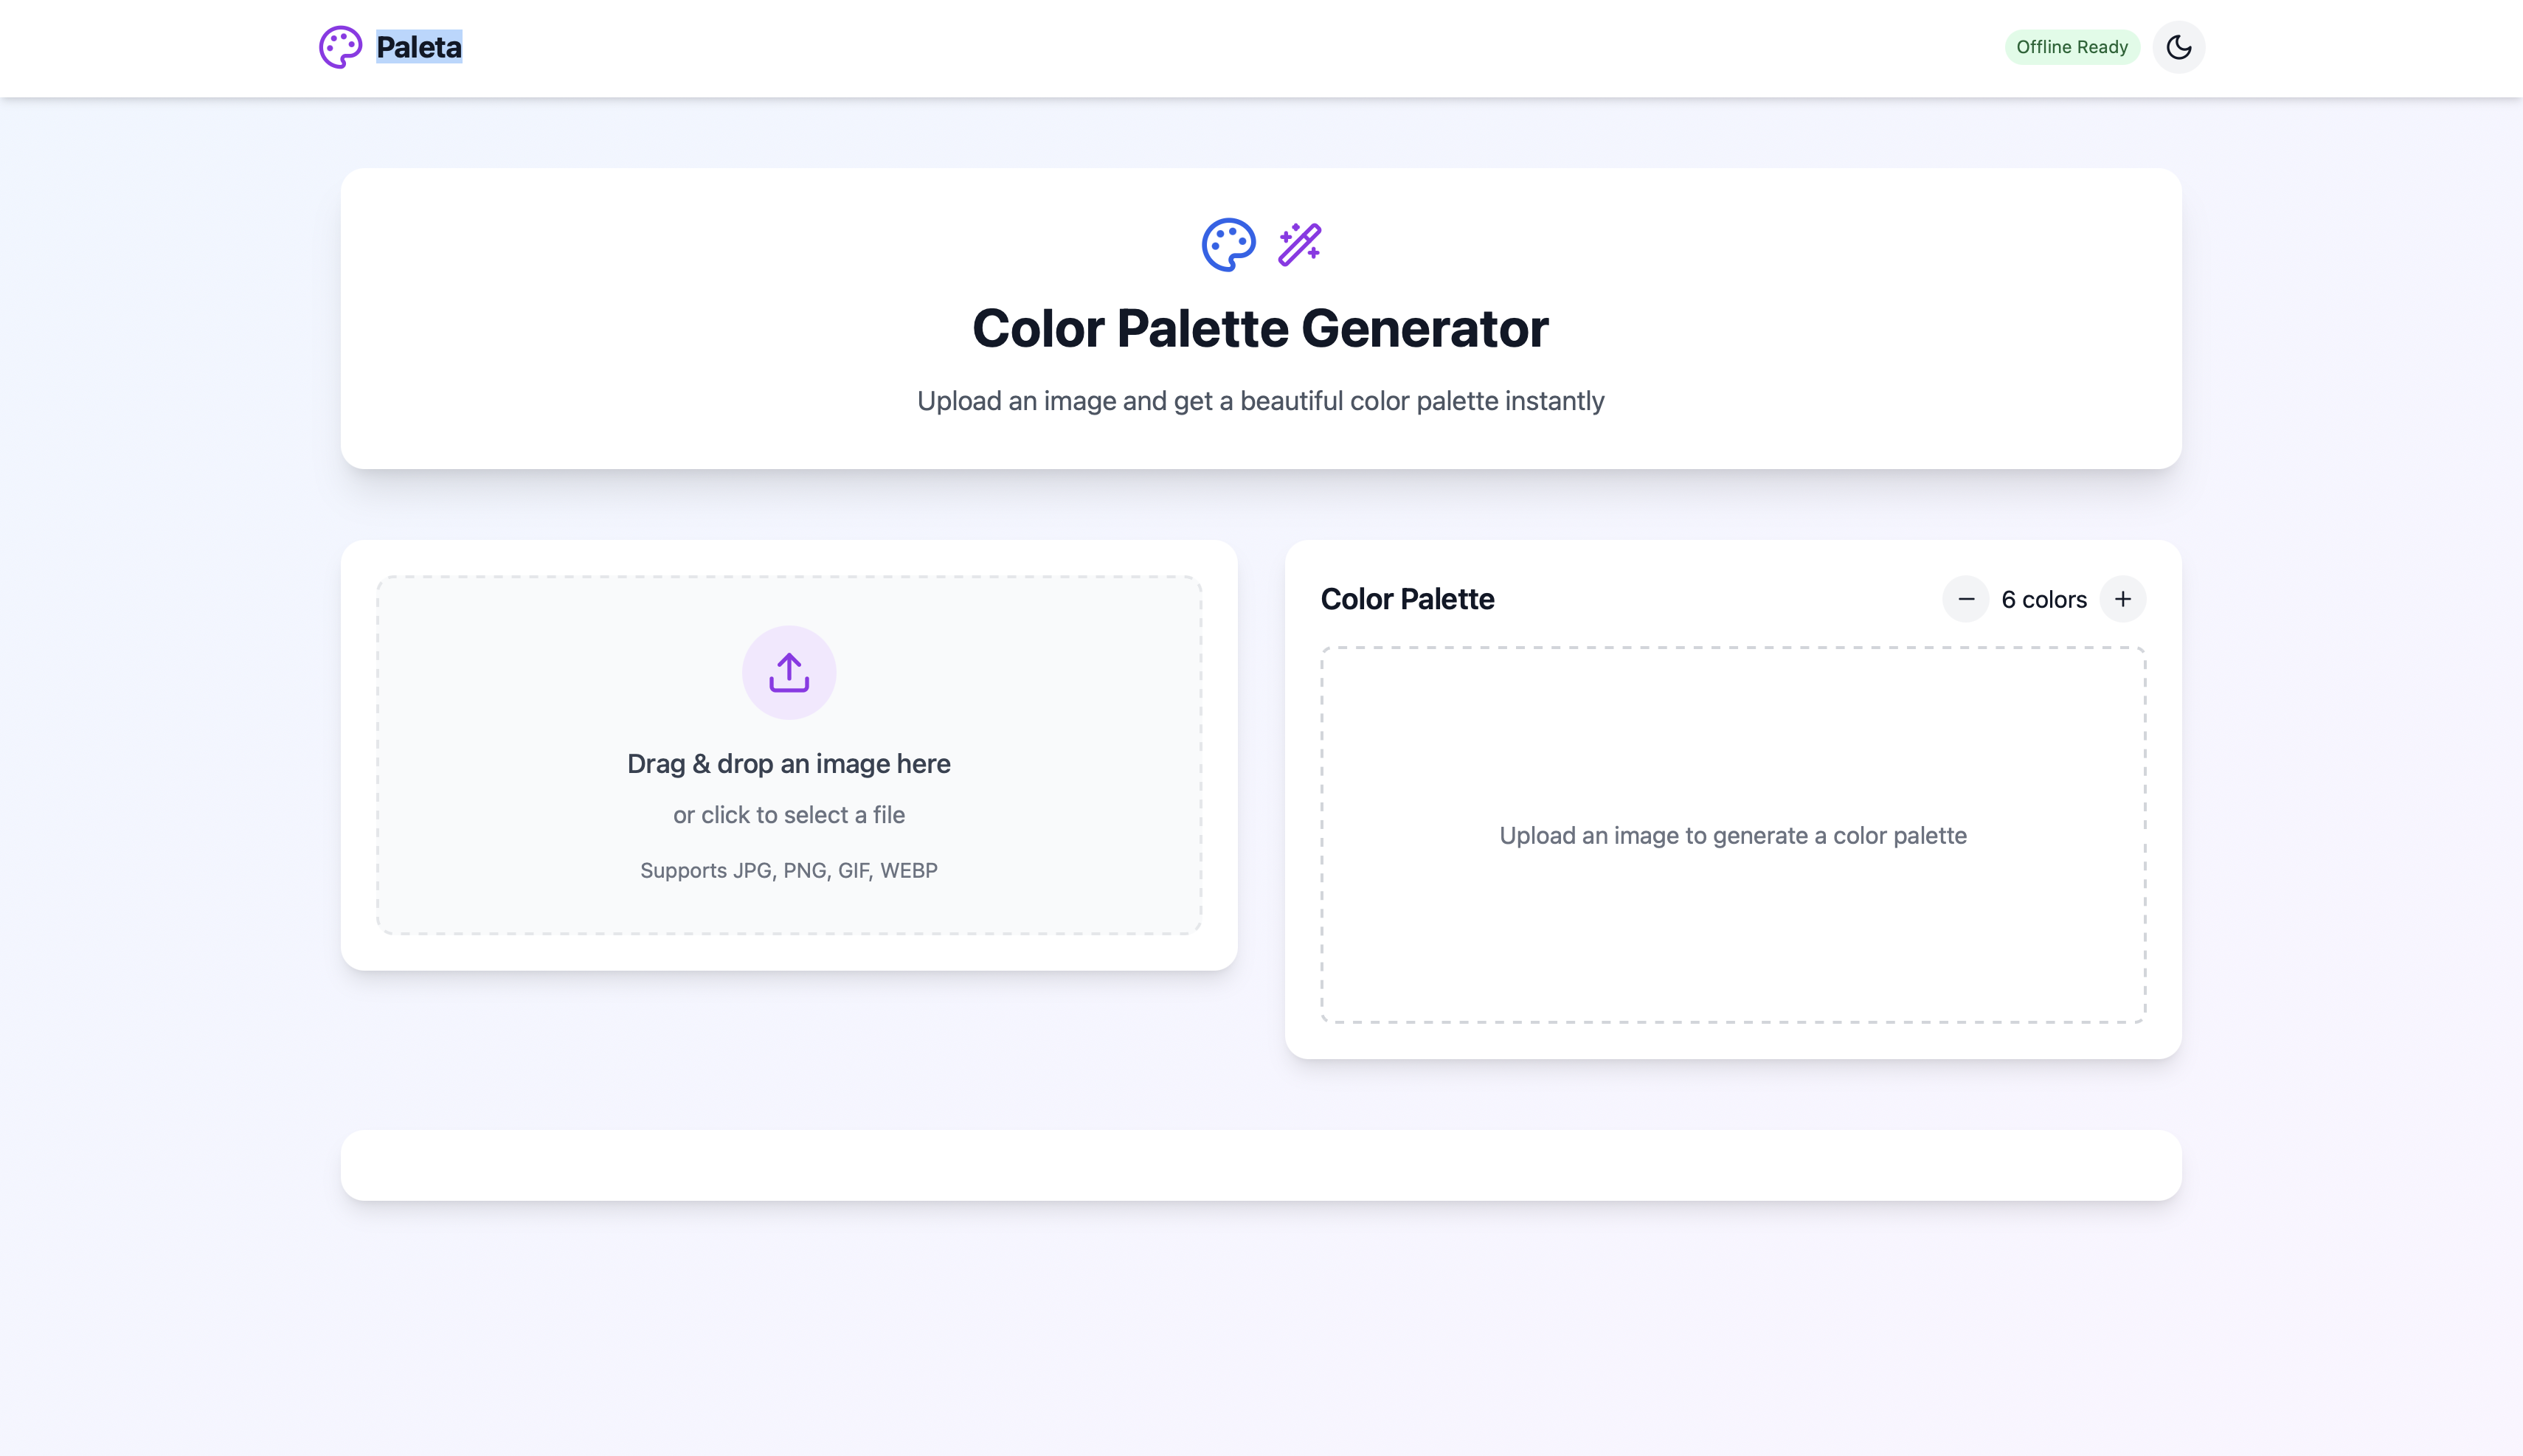 Paleta
Offline Ready
Color Palette Generator
Upload an image and get a beautiful color palette instantly
Drag & drop an image here
or click to select a file
Supports JPG, PNG, GIF, WEBP
Color Palette
6 colors
Upload an image to generate a color palette